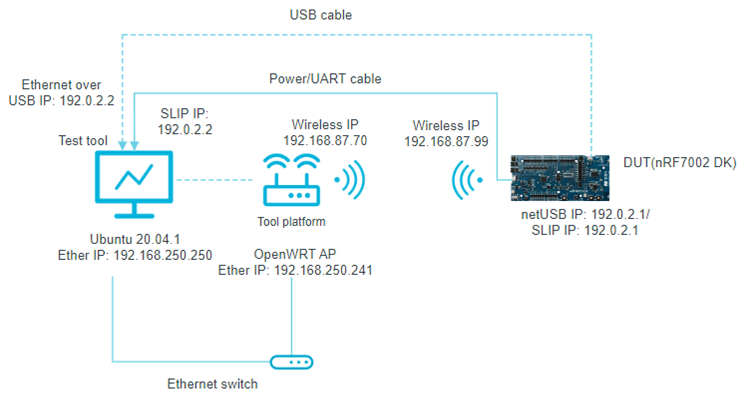 USB cable
Ethernet over
USB IP: 192.0.2.2
Power/UART cable
SLIP IP:
192.0.2.2
Test tool
Wireless IP
192.168.87.70
Wireless IP
192.168.87.99
DUT(nRF7002 DK)
Tool platform
netUSB IP: 192.0.2.1/
SLIP IP: 192.0.2.1
Ubuntu 20.04.1
Ether IP: 192.168.250.250
OpenWRT AP
Ether IP: 192.168.250.241
Ethernet switch